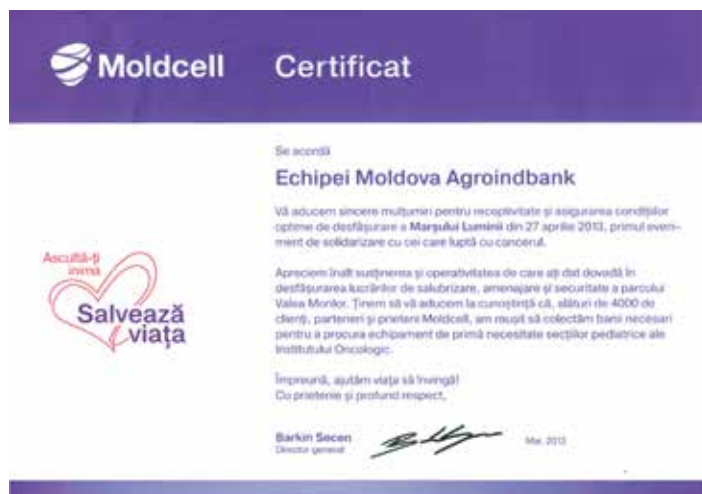 Moldcell
Certificat
Se acordă
Echipei Moldova Agroindbank
Vă aducem sincere mulțumiri pentru receptivitate și asigurarea condițiilor
optime de desfășurare a Marșului Luminii din 27 aprilie 2013, primul eveni-
ment de solidarizare cu cei care luptă cu cancerul.
Apreciem înalt susținerea și operativitatea de care ați dat dovadă în
desfășurarea lucrărilor de salubrizare, amenajare și securitate a parcului
Valea Morilor. Ținem să vă aducem la cunoștință că, alături de 4000 de
clienți, parteneri și prieteni Moldcell, am reușit să colectăm banii necesari
pentru a procura echipament de primă necesitate secțiilor pediatrice ale
Institutului Oncologic.
Împreună, ajutăm viața să învingă!
Cu prietenie și profund respect,
Ascultă-ți
inima
Salvează
viața
Barkin Secen
Director general
Mai, 2013